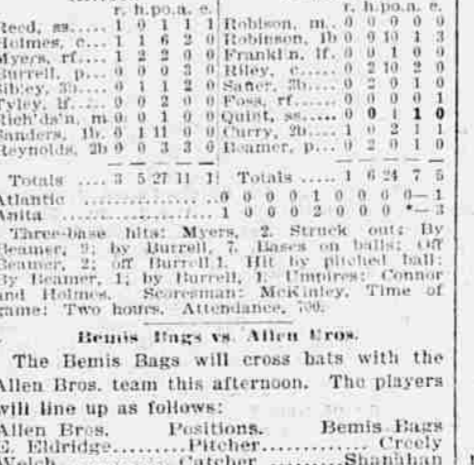 r. h.po.a. e. r. h.po.a. e.
Reed, ss..... 1 0 1 1 1 Robison, m.. 0 0 0 0 0
Holmes, c... 1 1 6 2 0 Robinson, 1b 0 0 10 1 3
Myers, rf.... 1 2 2 0 0 Frankl'n. lf. 0 0 1 0 0
Burrell, p... 0 0 0 3 0 Riley, c..... 0 2 10 2 0
Sibley, 3b... 0 1 1 2 0 Saner, 3b... 0 2 0 1 0
Tyley, lf.... 0 0 2 0 0 Foss, rf..... 0 0 0 0 1
Rich'ds'n, m 0 0 1 0 0 Quint, ss.... 0 0 1 1 0
Sanders, 1b. 0 1 11 0 0 Curry, 2b... 1 0 2 1 1
Reynolds, 2b 0 0 3 3 0 Beamer, p... 0 2 0 1 0
Totals .... 3 5 27 11 1 Totals ..... 1 6 24 7 5
Atlantic .................. 0 0 0 0 1 0 0 0 0— 1
Anita ..................... 1 0 0 0 2 0 0 0 *— 3
Three-base hits: Myers, 2. Struck out: By
Beamer, 9; by Burrell, 7. Bases on balls: Off
Beamer, 2; off Burrell 1. Hit by pitched ball:
By Beamer, 1; by Burrell, 1. Umpires: Connor
and Holmes. Scoresman: McKinley. Time of
game: Two hours. Attendance, 700.
Bemis Bags vs. Allen Bros.
The Bemis Bags will cross bats with the
Allen Bros. team this afternoon. The players
will line up as follows:
Allen Bros. Positions. Bemis Bags
E. Eldridge.........Pitcher............ Creely
Welch..............Catcher .......... Shanahan